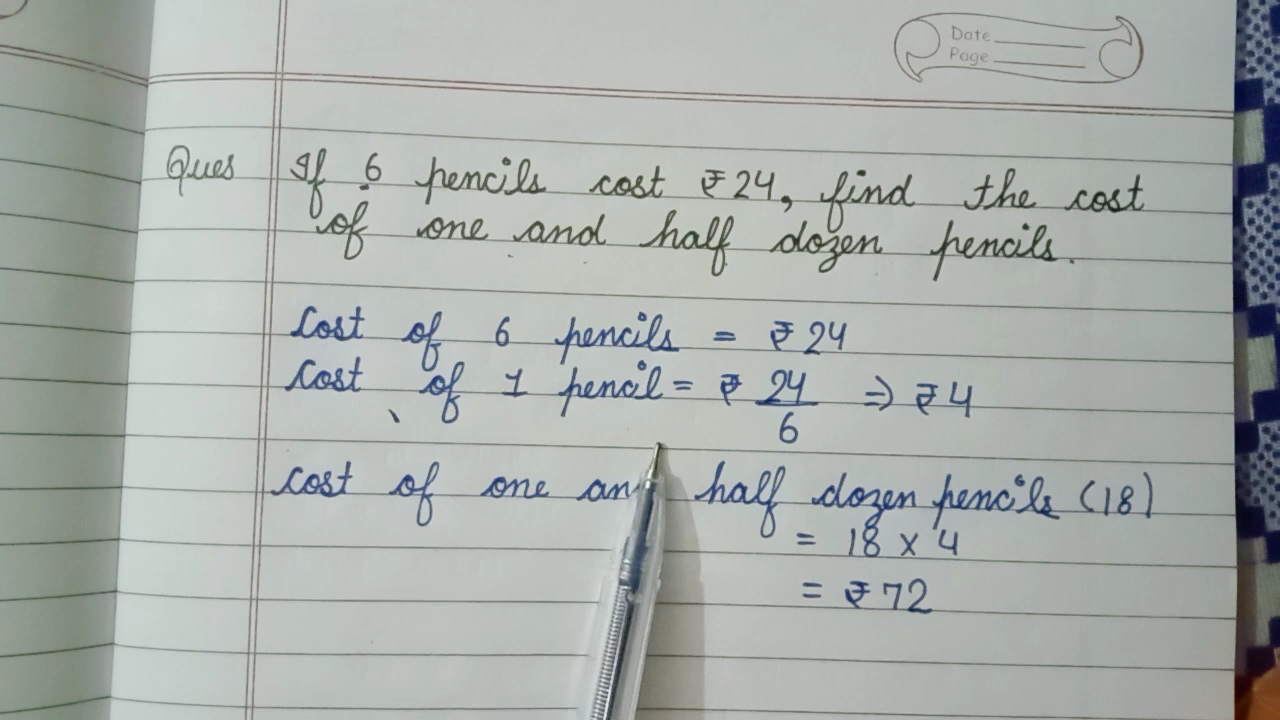 Date
Page
Ques If 6 pencils cost ₹24, find the cost
of one and half dozen pencils.
Cost of 6 pencils = ₹24
Cost of 1 pencil = ₹ 24/6 ⇒ ₹4
Cost of one an half dozen pencils (18)
= 18 x 4
= ₹72